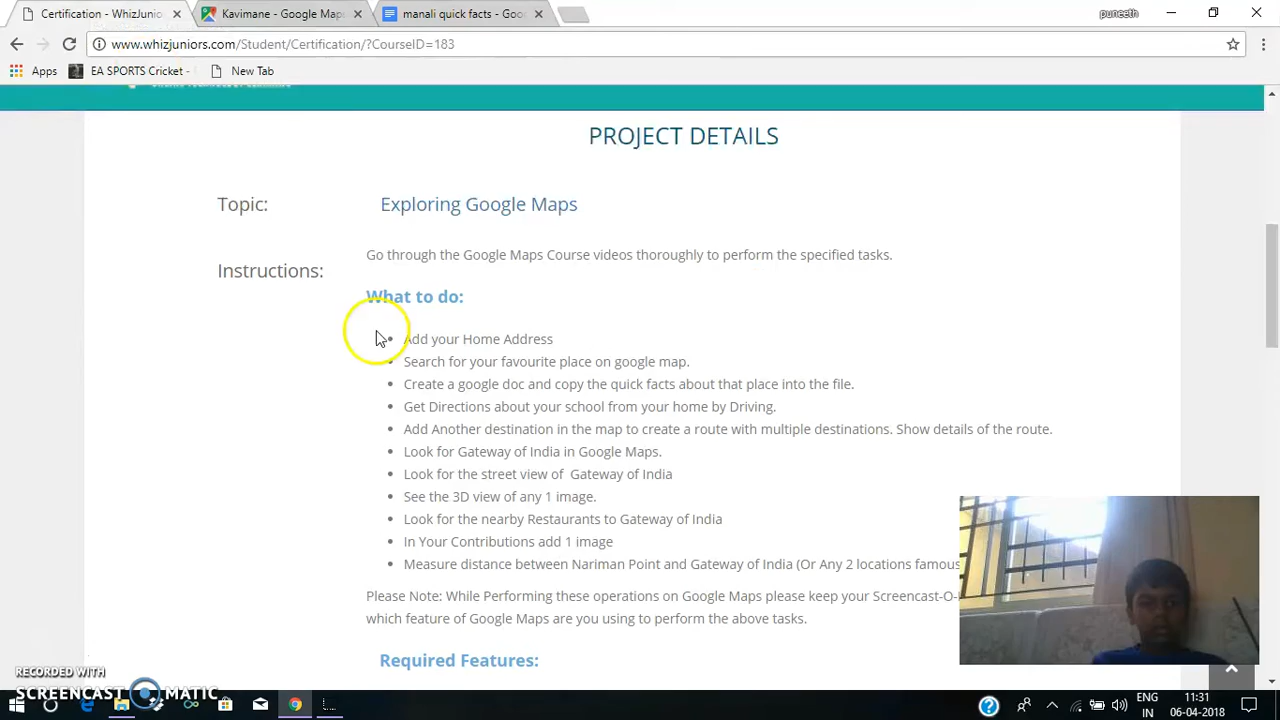 Certification - WhizJunio
Kavimane - Google Maps
manali quick facts - Goo
puneeth
www.whizjuniors.com/Student/Certification/?CourseID=183
Apps
EA SPORTS Cricket -
New Tab
PROJECT DETAILS
Topic:
Exploring Google Maps
Instructions:
Go through the Google Maps Course videos thoroughly to perform the specified tasks.
What to do:
Add your Home Address
Search for your favourite place on google map.
Create a google doc and copy the quick facts about that place into the file.
Get Directions about your school from your home by Driving.
Add Another destination in the map to create a route with multiple destinations. Show details of the route.
Look for Gateway of India in Google Maps.
Look for the street view of Gateway of India
See the 3D view of any 1 image.
Look for the nearby Restaurants to Gateway of India
In Your Contributions add 1 image
Measure distance between Nariman Point and Gateway of India (Or Any 2 locations famous
Please Note: While Performing these operations on Google Maps please keep your Screencast-O-
which feature of Google Maps are you using to perform the above tasks.
Required Features:
RECORDED WITH
SCREENCAST MATIC
ENG
IN
11:31
06-04-2018